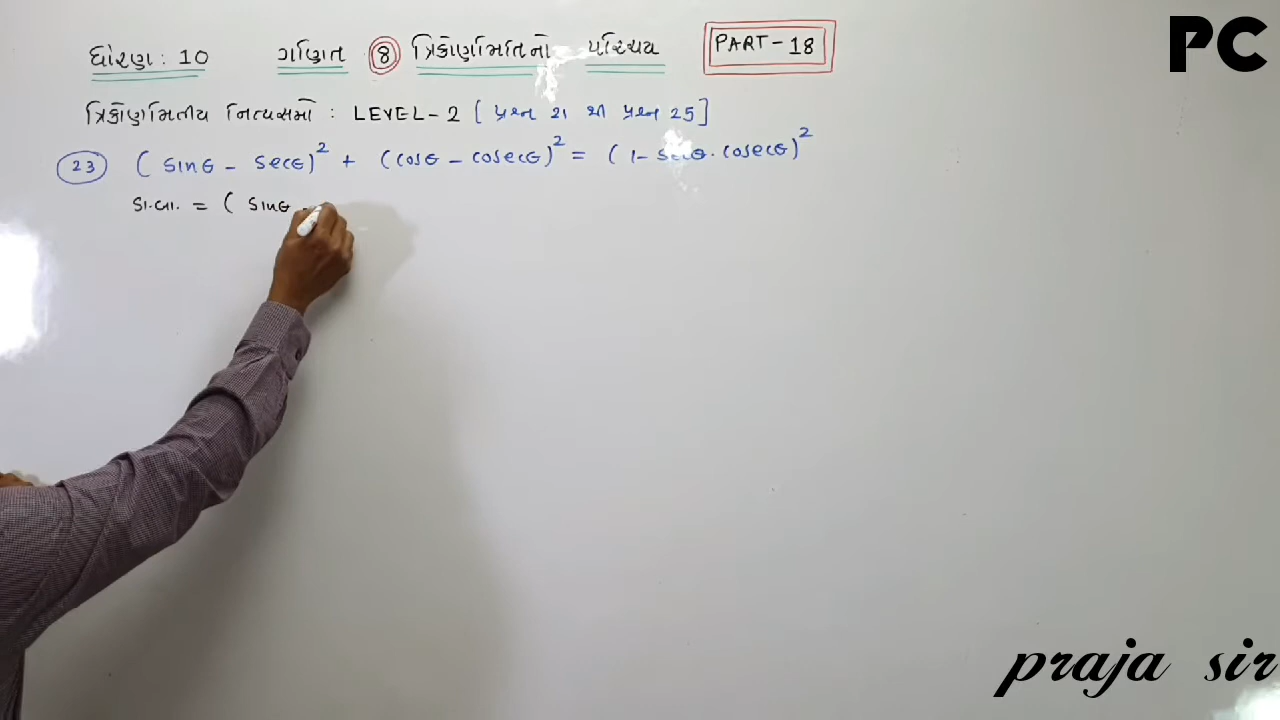 ધોરણ : 10 ગણિત 8 ત્રિકોણમિતિનો પરિચય PART-18
PC
ત્રિકોણમિતીય નિત્યસમો : LEVEL-2 [ પ્રશ્ન 21 થી પ્રશ્ન 25 ]
23 ( sinθ - secθ )² + ( cosθ - cosecθ )² = ( 1 - secθ . cosecθ )²
ડા.બા. = ( sinθ -
praja sir